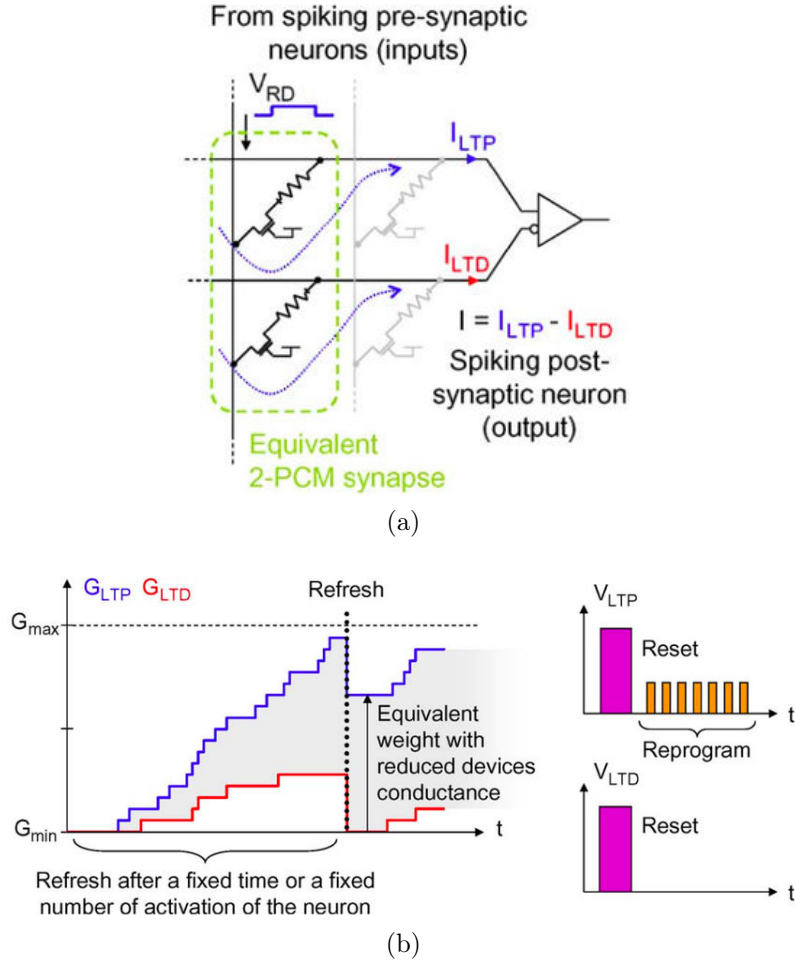 From spiking pre-synaptic
neurons (inputs)
V_RD
I_LTP
I_LTD
I = I_LTP - I_LTD
Spiking post-
synaptic neuron
(output)
Equivalent
2-PCM synapse
(a)
G_LTP G_LTD
Refresh
G_max
G_min
t
Equivalent
weight with
reduced devices
conductance
Refresh after a fixed time or a fixed
number of activation of the neuron
V_LTP
Reset
t
Reprogram
V_LTD
Reset
t
(b)